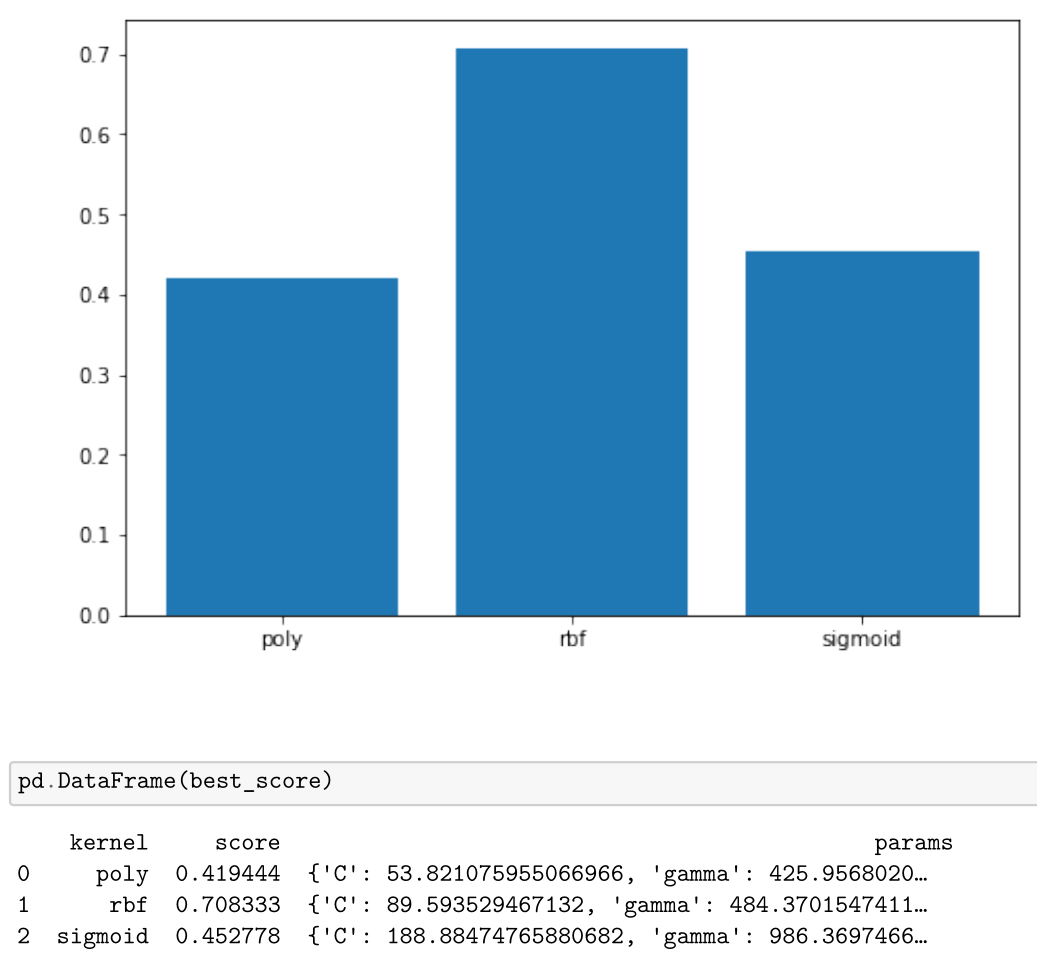 0.7
0.6
0.5
0.4
0.3
0.2
0.1
0.0
poly rbf sigmoid
pd.DataFrame(best_score)
kernel score params
0 poly 0.419444 {'C': 53.821075955066966, 'gamma': 425.9568020…
1 rbf 0.708333 {'C': 89.593529467132, 'gamma': 484.3701547411…
2 sigmoid 0.452778 {'C': 188.88474765880682, 'gamma': 986.3697466…